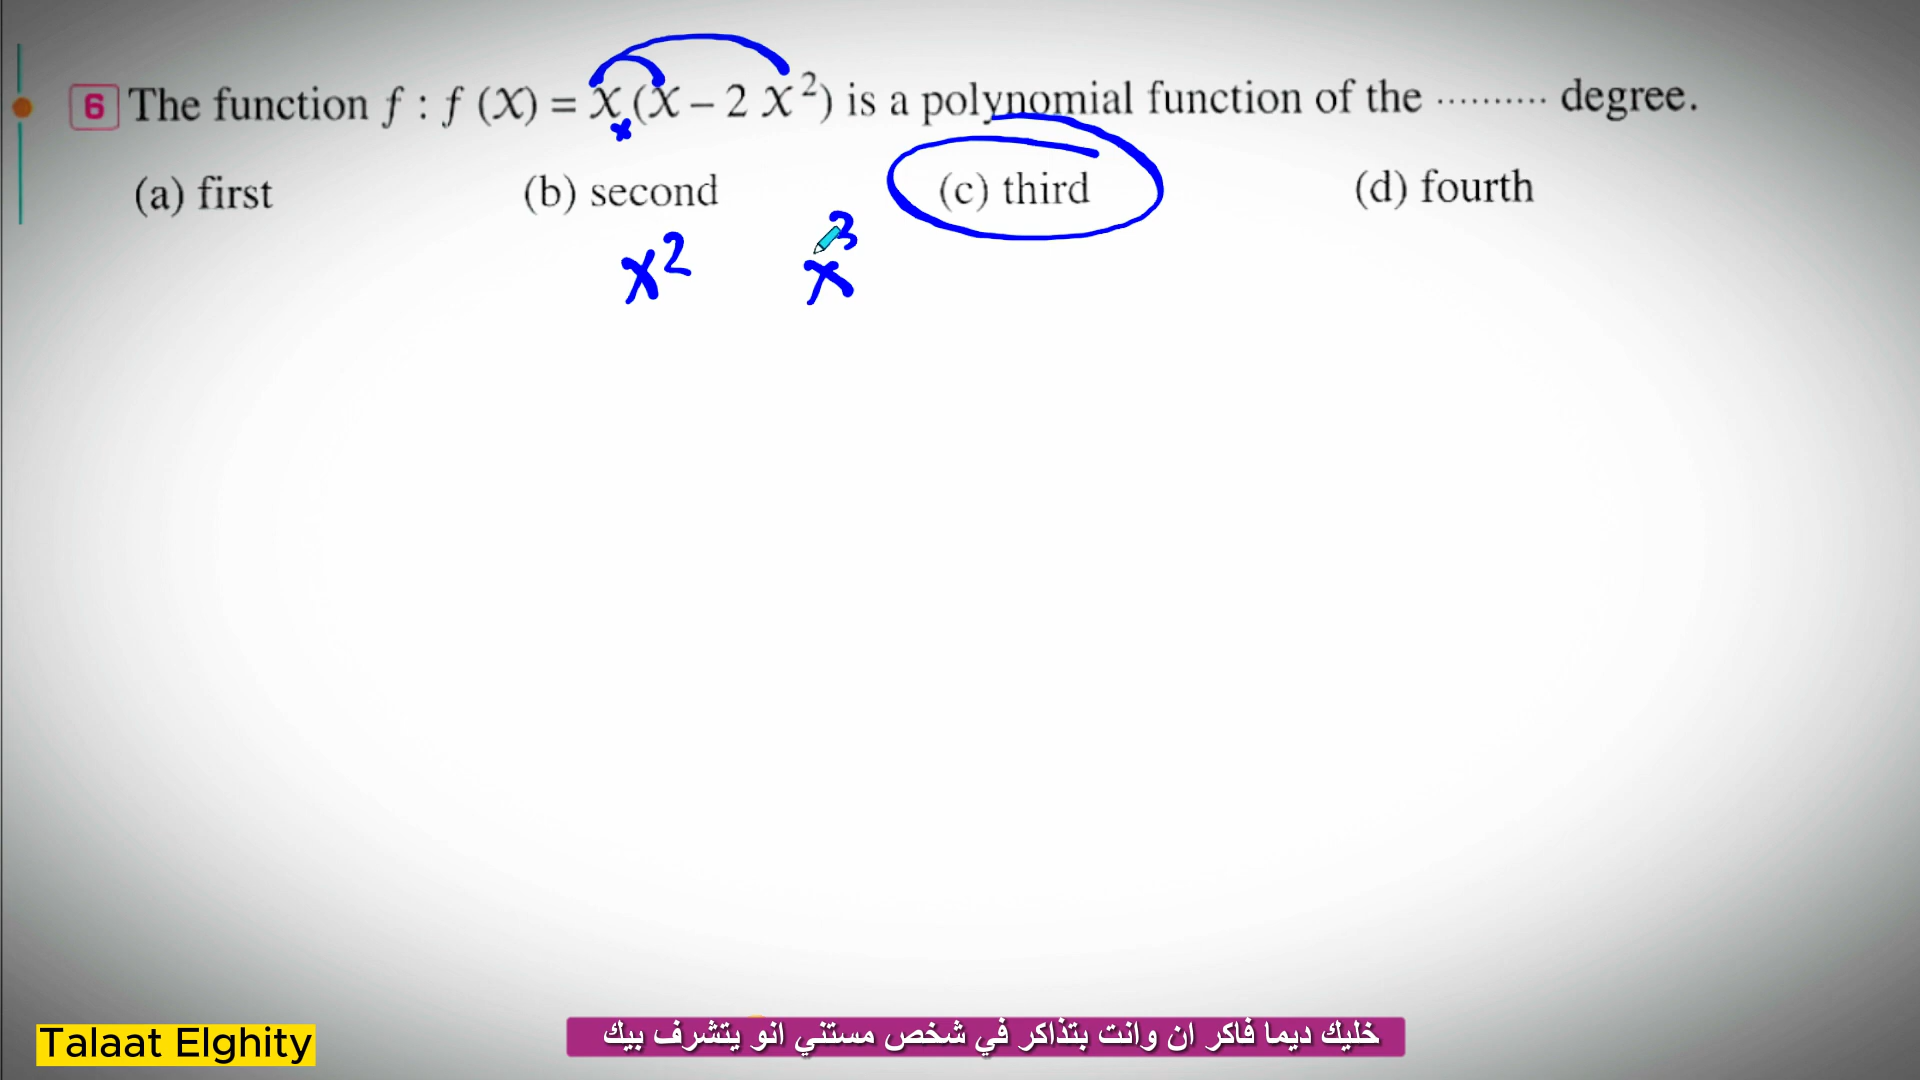 6 The function f : f (X) = X (X – 2 X²) is a polynomial function of the .......... degree.
(a) first (b) second (c) third (d) fourth
x² x³
Talaat Elghity
خليك ديما فاكر ان وانت بتذاكر في شخص مستني انو يتشرف بيك